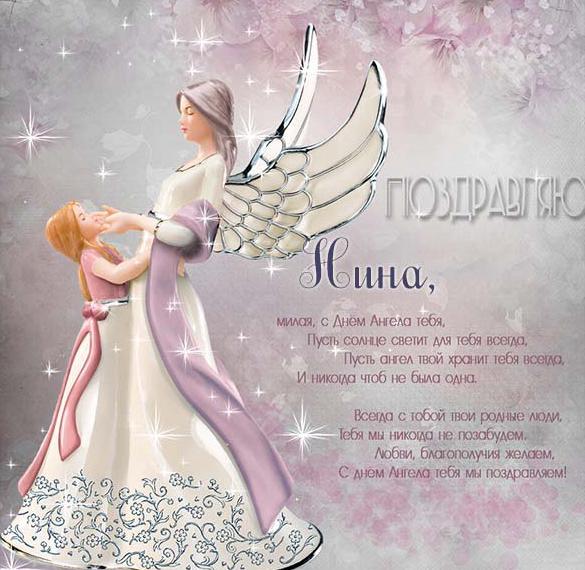 ПОЗДРАВЛЯЮ
Нина,
милая, с Днём Ангела тебя,
Пусть солнце светит для тебя всегда,
Пусть ангел твой хранит тебя всегда,
И никогда чтоб не была одна.
Всегда с тобой твои родные люди,
Тебя мы никогда не позабудем.
Любви, благополучия желаем,
С днём Ангела тебя мы поздравляем!